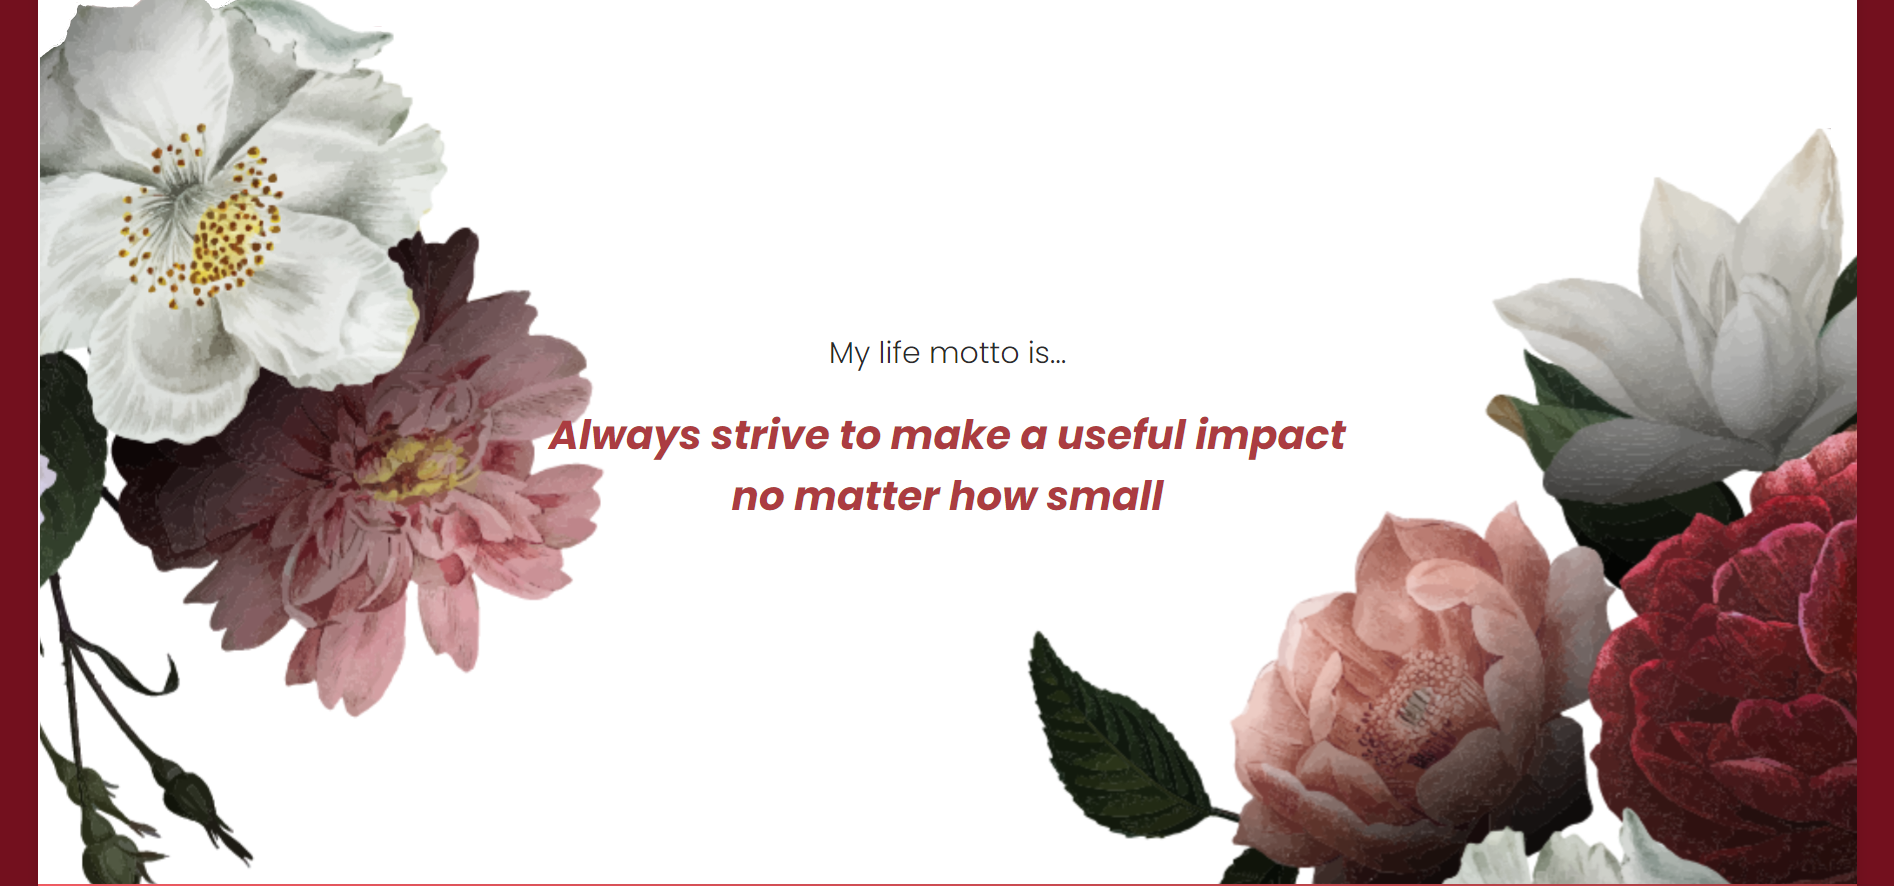 My life motto is...
Always strive to make a useful impact
no matter how small